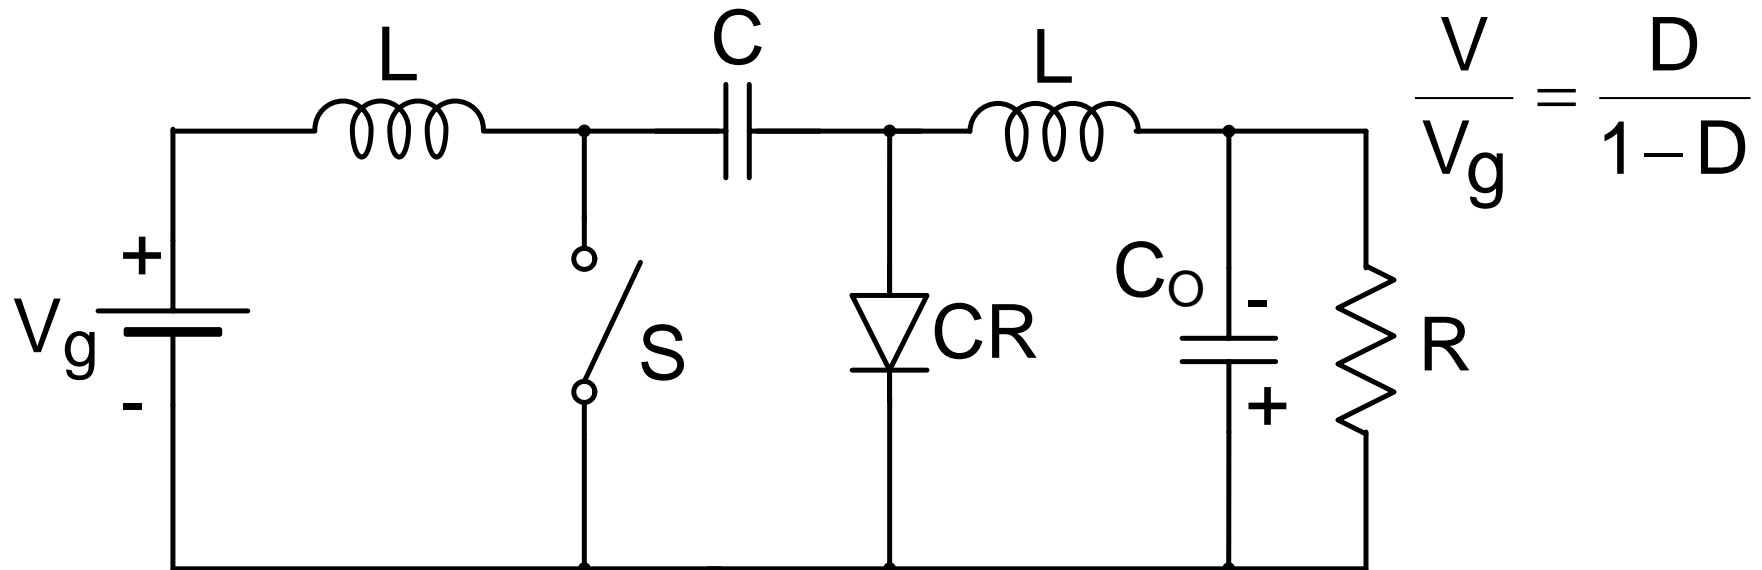 L
C
L
V/Vg = D/1–D
+
Vg
-
S
CR
CO
-
+
R